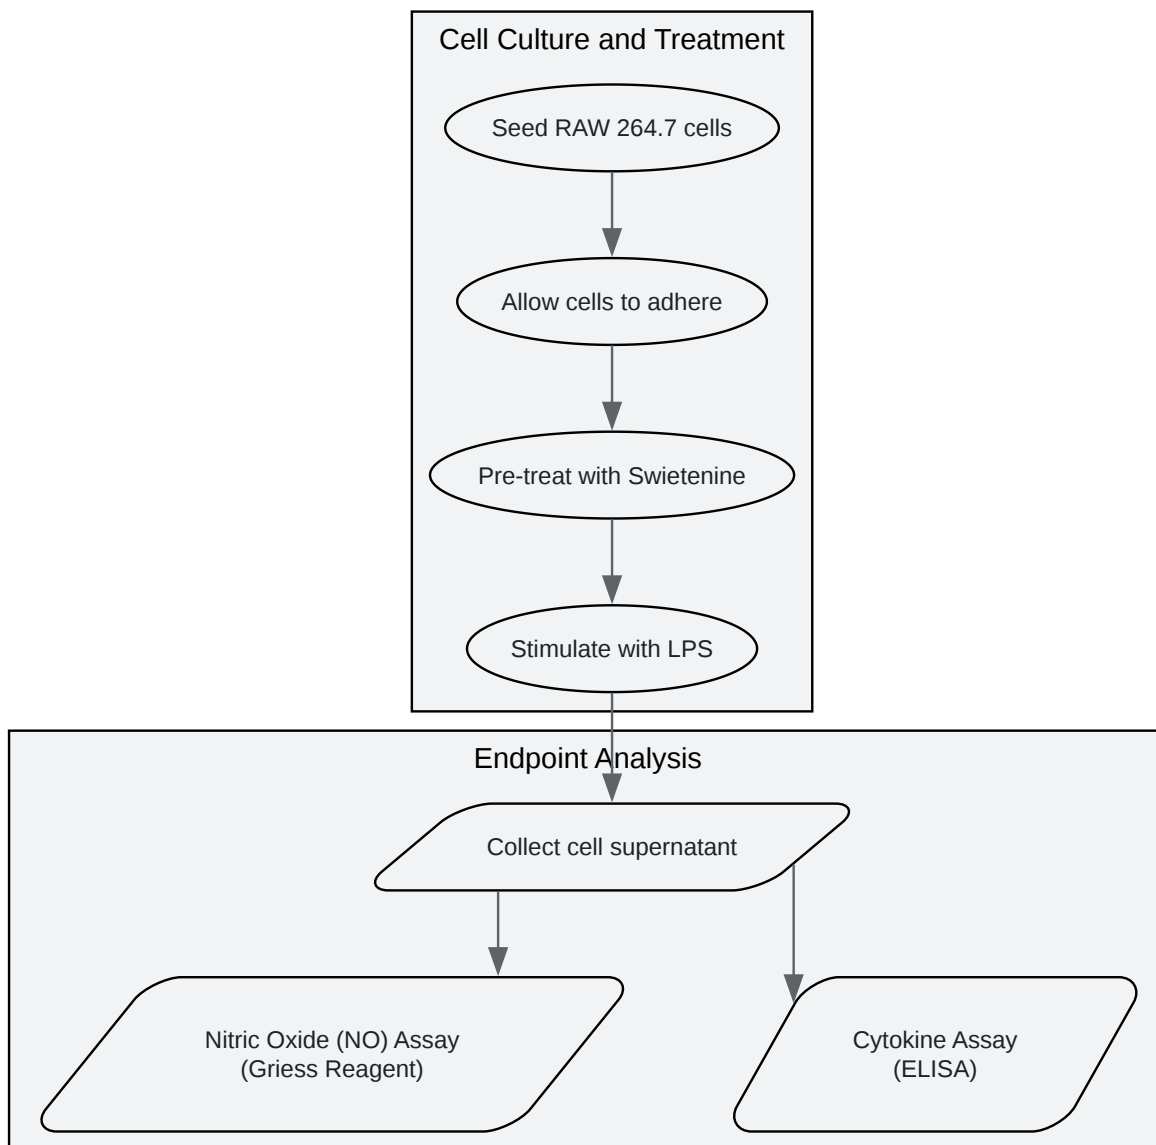 Cell Culture and Treatment
Seed RAW 264.7 cells
Allow cells to adhere
Pre-treat with Swietenine
Stimulate with LPS
Endpoint Analysis
Collect cell supernatant
Nitric Oxide (NO) Assay
(Griess Reagent)
Cytokine Assay
(ELISA)